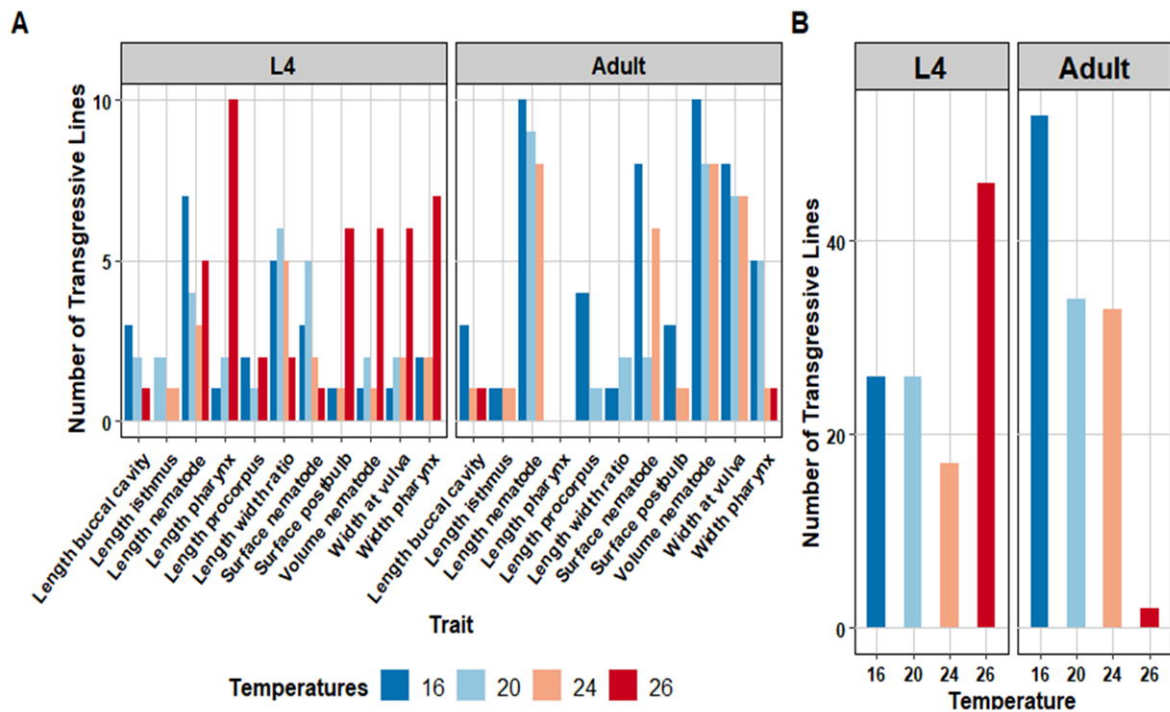 A
L4
Adult
Number of Transgressive Lines
10
5
0
Length buccal cavity
Length isthmus
Length nematode
Length pharynx
Length procorpus
Length width ratio
Surface nematode
Surface postbulb
Volume nematode
Width at vulva
Width pharynx
Length buccal cavity
Length isthmus
Length nematode
Length pharynx
Length procorpus
Length width ratio
Surface nematode
Surface postbulb
Volume nematode
Width at vulva
Width pharynx
Trait
Temperatures 16 20 24 26
B
L4
Adult
Number of Transgressive Lines
40
20
0
16 20 24 26 16 20 24 26
Temperature